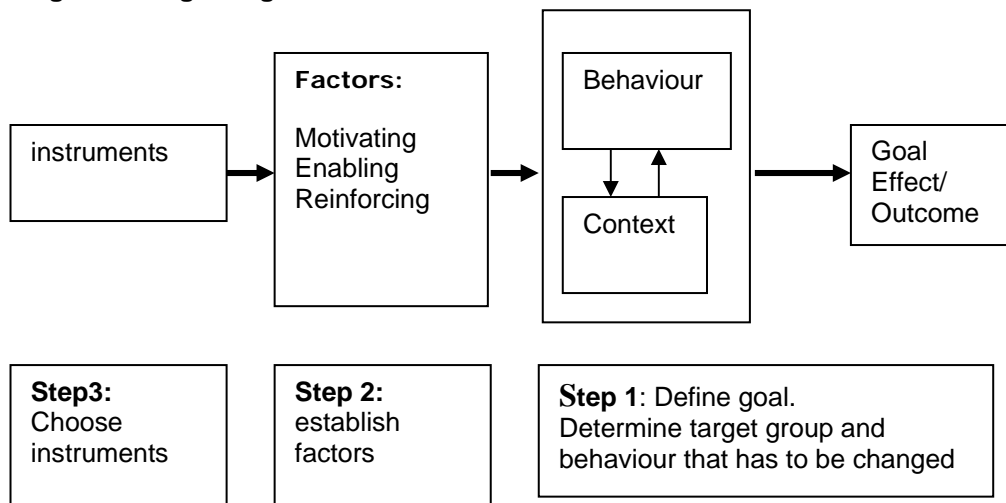 Factors:
Motivating
Enabling
Reinforcing
instruments
Behaviour
Context
Goal
Effect/
Outcome
Step3:
Choose
instruments
Step 2:
establish
factors
Step 1: Define goal.
Determine target group and
behaviour that has to be changed